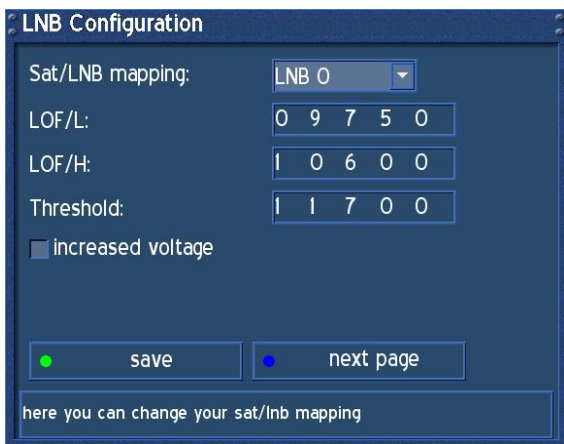 LNB Configuration
Sat/LNB mapping: LNB 0
LOF/L: 0 9 7 5 0
LOF/H: 1 0 6 0 0
Threshold: 1 1 7 0 0
increased voltage
save next page
here you can change your sat/lnb mapping